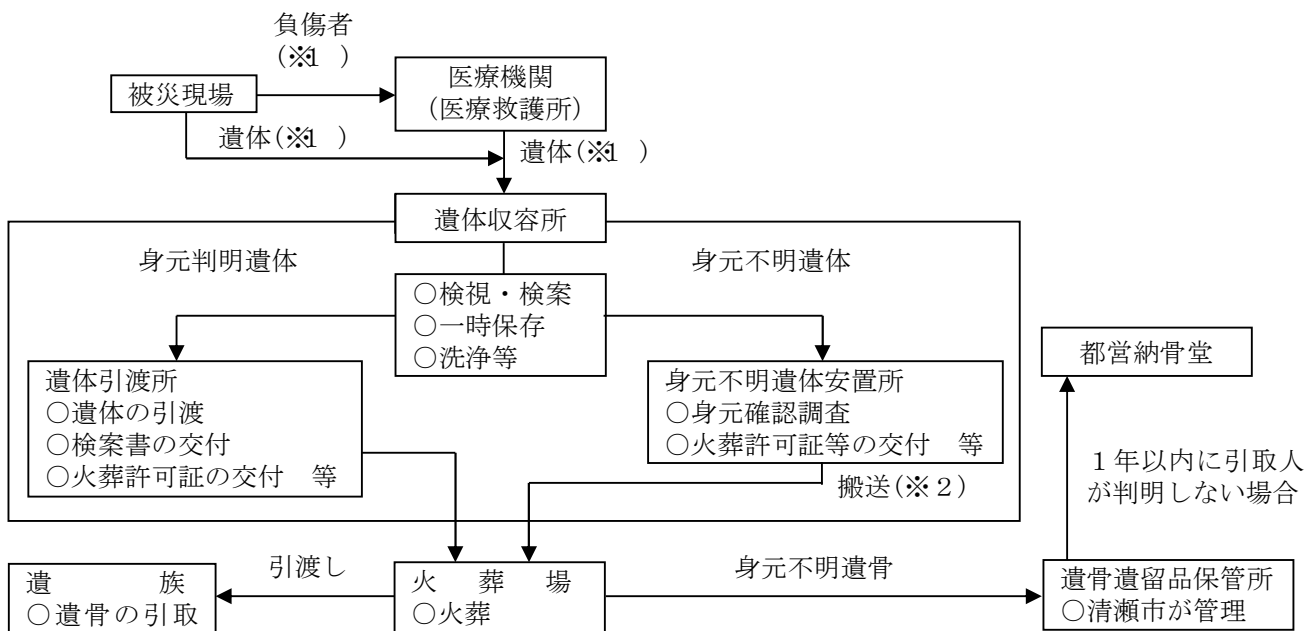 負傷者
(※1 )
被災現場
医療機関
(医療救護所)
遺体(※1 )
遺体(※1 )
遺体収容所
身元判明遺体
身元不明遺体
○検視・検案
○一時保存
○洗浄等
都営納骨堂
遺体引渡所
○遺体の引渡
○検案書の交付
○火葬許可証の交付 等
身元不明遺体安置所
○身元確認調査
○火葬許可証等の交付 等
搬送(※2)
1年以内に引取人
が判明しない場合
遺 族
○遺骨の引取
引渡し
火 葬 場
○火葬
身元不明遺骨
遺骨遺留品保管所
○清瀬市が管理